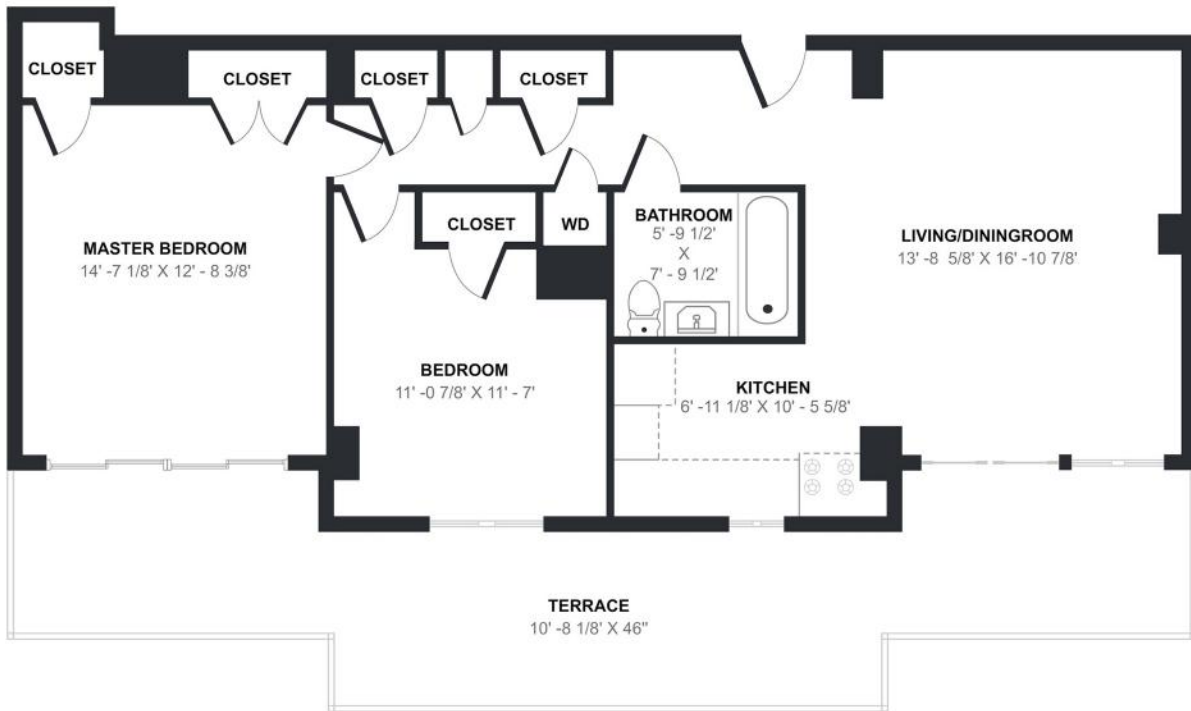 CLOSET
CLOSET
CLOSET
CLOSET
MASTER BEDROOM
14' -7 1/8' X 12' - 8 3/8'
CLOSET
WD
BATHROOM
5' -9 1/2'
X
7' - 9 1/2'
LIVING/DININGROOM
13' -8 5/8' X 16' -10 7/8'
BEDROOM
11' -0 7/8' X 11' - 7'
KITCHEN
6' -11 1/8' X 10' - 5 5/8'
TERRACE
10' -8 1/8' X 46"